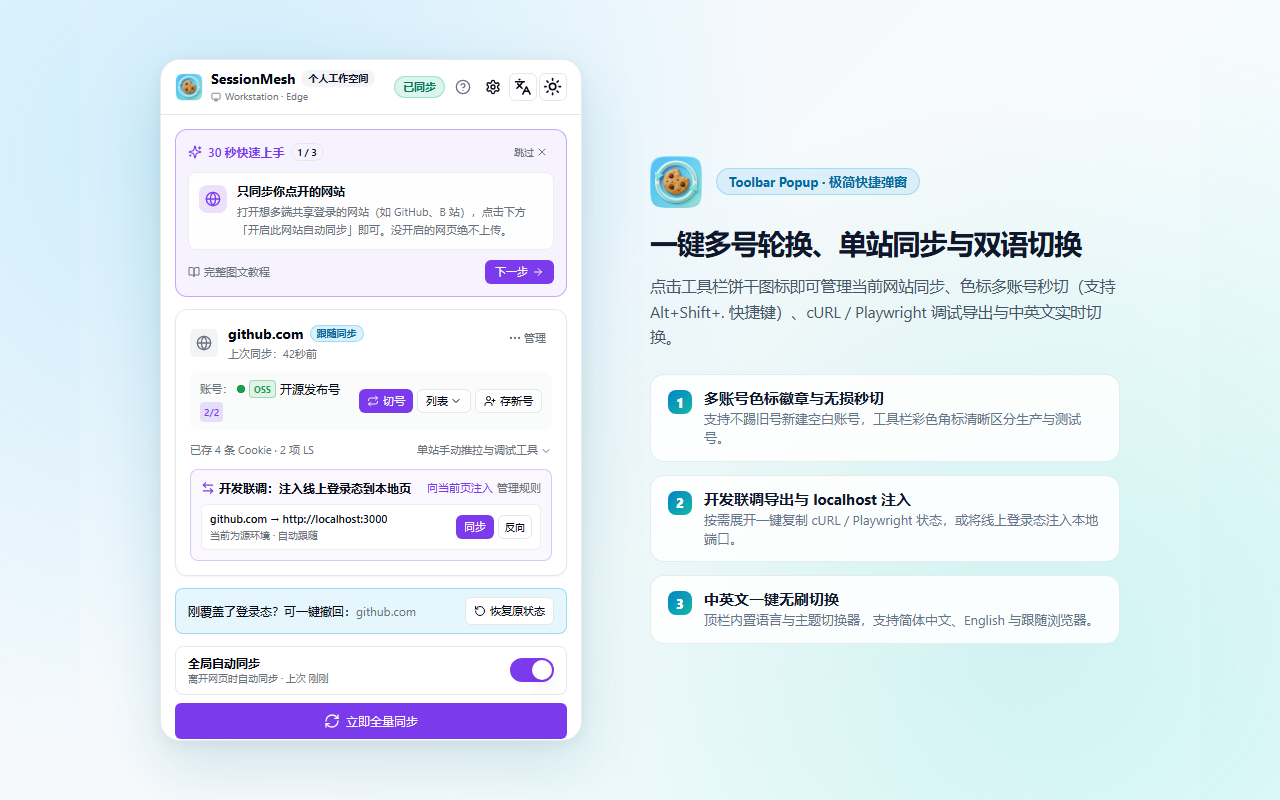 SessionMesh 个人工作空间
Workstation · Edge
已同步
30 秒快速上手 1 / 3
跳过
只同步你点开的网站
打开想多端共享登录的网站（如 GitHub、B 站），点击下方
「开启此网站自动同步」即可。没开启的网页绝不上传。
完整图文教程
下一步
github.com 跟随同步
上次同步：42秒前
··· 管理
账号： OSS 开源发布号
2/2
切号
列表
存新号
已存 4 条 Cookie · 2 项 LS
单站手动推拉与调试工具
开发联调：注入线上登录态到本地页
向当前页注入 管理规则
github.com → http://localhost:3000
当前为源环境 · 自动跟随
同步
反向
刚覆盖了登录态？可一键撤回：github.com
恢复原状态
全局自动同步
离开网页时自动同步 · 上次 刚刚
立即全量同步
Toolbar Popup · 极简快捷弹窗
一键多号轮换、单站同步与双语切换
点击工具栏饼干图标即可管理当前网站同步、色标多账号秒切（支持
Alt+Shift+. 快捷键）、cURL / Playwright 调试导出与中英文实时切
换。
1 多账号色标徽章与无损秒切
支持不踢旧号新建空白账号，工具栏彩色角标清晰区分生产与测试
号。
2 开发联调导出与 localhost 注入
按需展开一键复制 cURL / Playwright 状态，或将线上登录态注入本地
端口。
3 中英文一键无刷切换
顶栏内置语言与主题切换器，支持简体中文、English 与跟随浏览器。